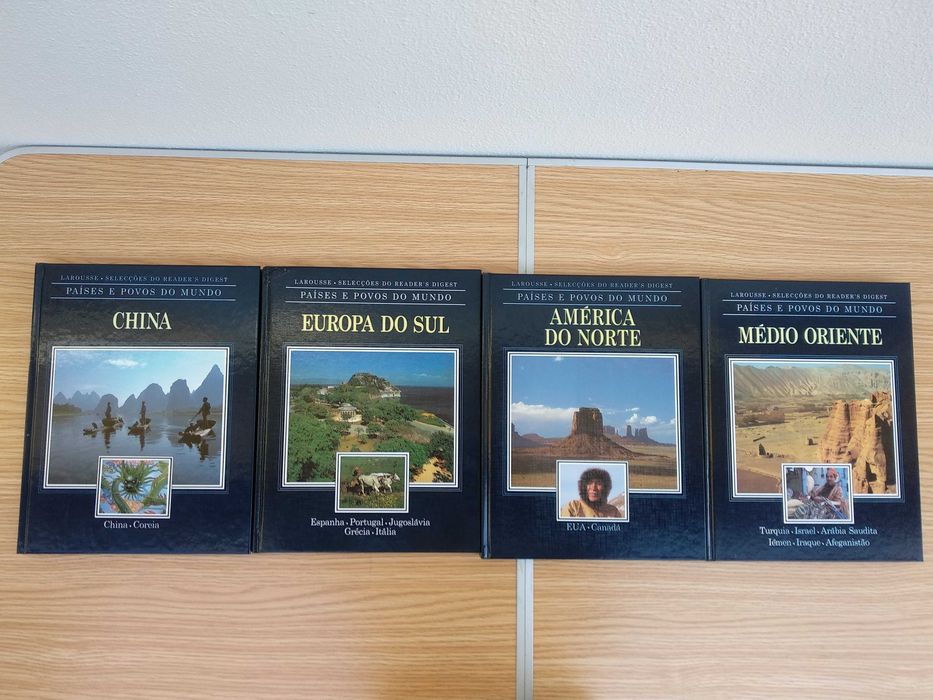 LAROUSSE • SELECÇÕES DO READER'S DIGEST
PAÍSES E POVOS DO MUNDO
CHINA
China • Coreia
LAROUSSE • SELECÇÕES DO READER'S DIGEST
PAÍSES E POVOS DO MUNDO
EUROPA DO SUL
Espanha • Portugal • Jugoslávia
Grécia • Itália
LAROUSSE • SELECÇÕES DO READER'S DIGEST
PAÍSES E POVOS DO MUNDO
AMÉRICA
DO NORTE
EUA • Canadá
LAROUSSE • SELECÇÕES DO READER'S DIGEST
PAÍSES E POVOS DO MUNDO
MÉDIO ORIENTE
Turquia • Israel • Arábia Saudita
Iémen • Iraque • Afeganistão